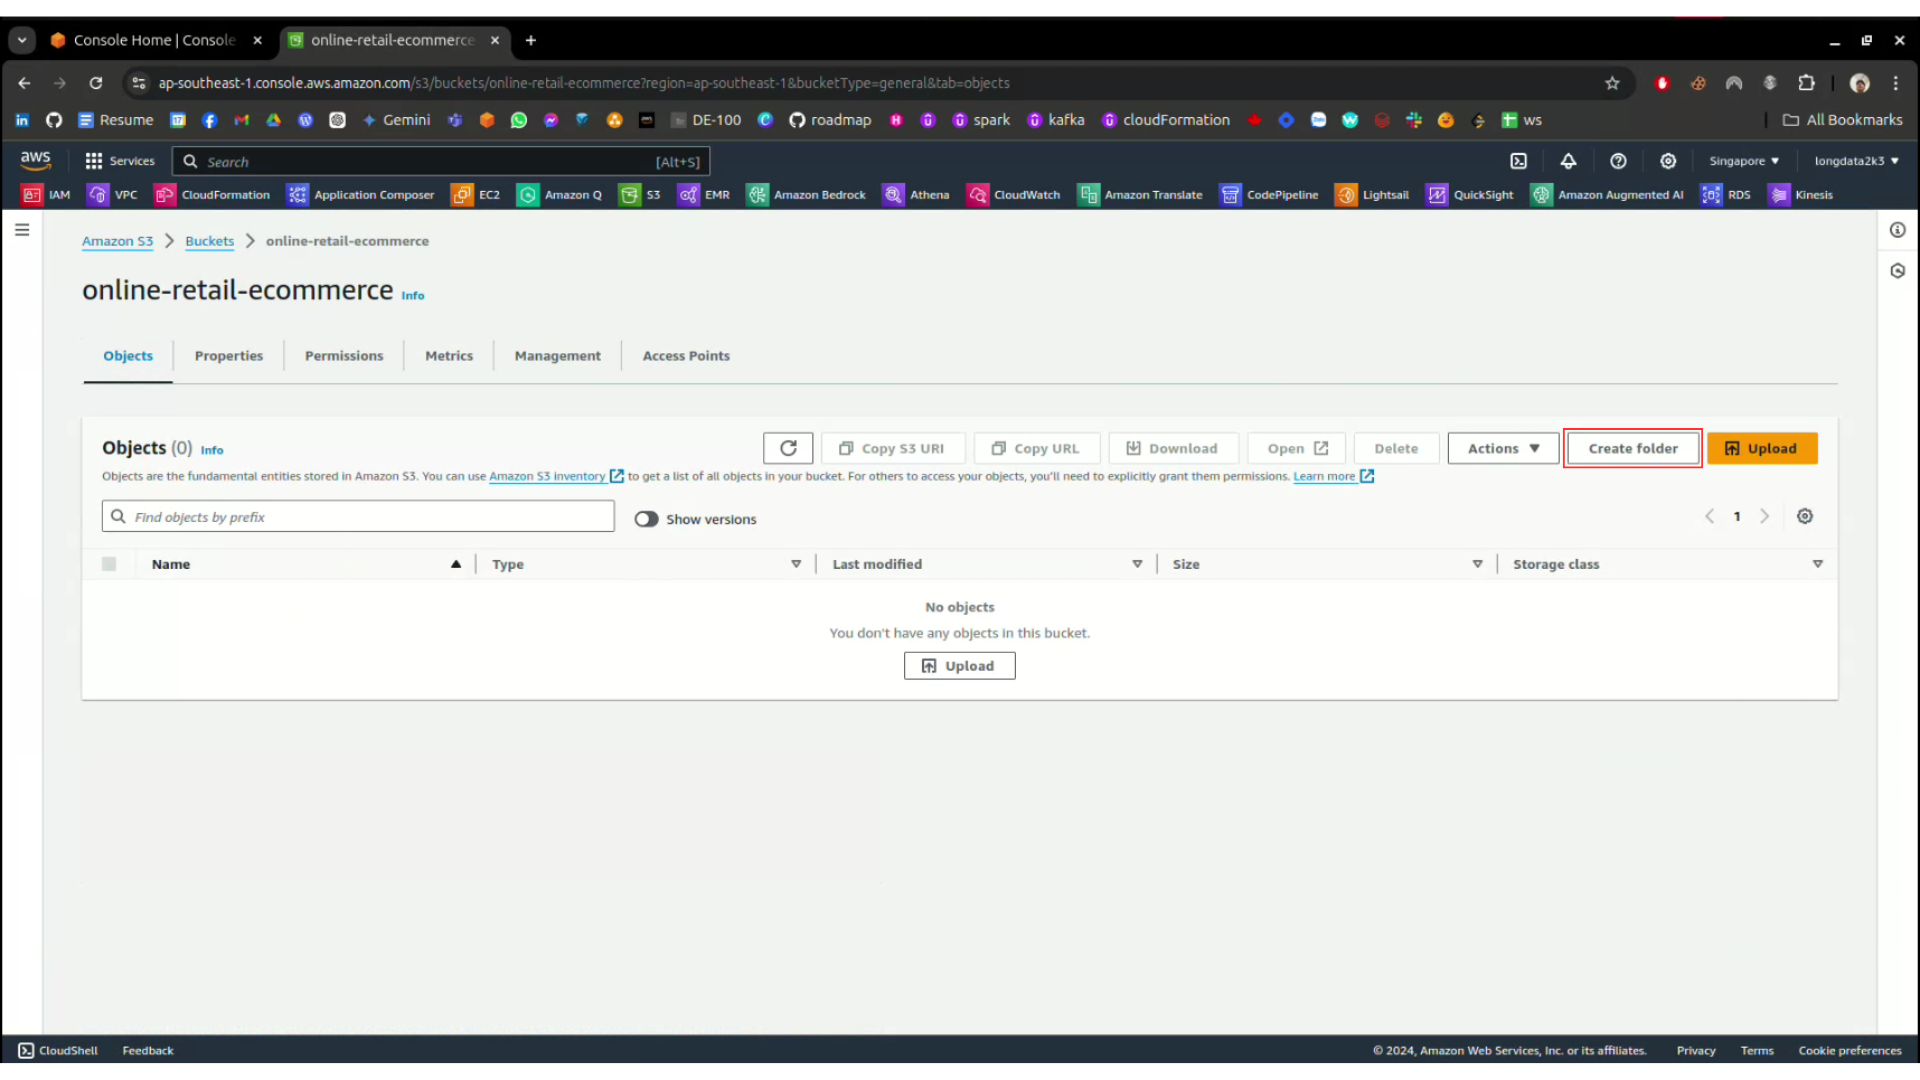 Console Home | Console
online-retail-ecommerce
ap-southeast-1.console.aws.amazon.com/s3/buckets/online-retail-ecommerce?region=ap-southeast-1&bucketType=general&tab=objects
Resume Gemini DE-100 roadmap spark kafka cloudFormation ws All Bookmarks
aws Services Search [Alt+S] Singapore ▼ longdata2k3 ▼
IAM VPC CloudFormation Application Composer EC2 Amazon Q S3 EMR Amazon Bedrock Athena CloudWatch Amazon Translate CodePipeline Lightsail QuickSight Amazon Augmented AI RDS Kinesis
Amazon S3 > Buckets > online-retail-ecommerce
online-retail-ecommerce Info
Objects Properties Permissions Metrics Management Access Points
Objects (0) Info Copy S3 URI Copy URL Download Open Delete Actions ▼ Create folder Upload
Objects are the fundamental entities stored in Amazon S3. You can use Amazon S3 inventory to get a list of all objects in your bucket. For others to access your objects, you'll need to explicitly grant them permissions. Learn more
Find objects by prefix Show versions < 1 >
Name Type Last modified Size Storage class
No objects
You don't have any objects in this bucket.
Upload
CloudShell Feedback © 2024, Amazon Web Services, Inc. or its affiliates. Privacy Terms Cookie preferences